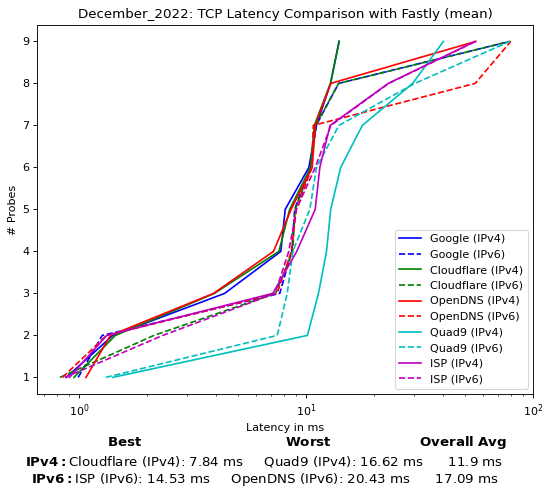 December_2022: TCP Latency Comparison with Fastly (mean)
9
8
7
6
5
4
3
2
1
# Probes
Google (IPv4)
Google (IPv6)
Cloudflare (IPv4)
Cloudflare (IPv6)
OpenDNS (IPv4)
OpenDNS (IPv6)
Quad9 (IPv4)
Quad9 (IPv6)
ISP (IPv4)
ISP (IPv6)
10⁰ 10¹ 10²
Latency in ms
Best Worst Overall Avg
IPv4: Cloudflare (IPv4): 7.84 ms Quad9 (IPv4): 16.62 ms 11.9 ms
IPv6: ISP (IPv6): 14.53 ms OpenDNS (IPv6): 20.43 ms 17.09 ms